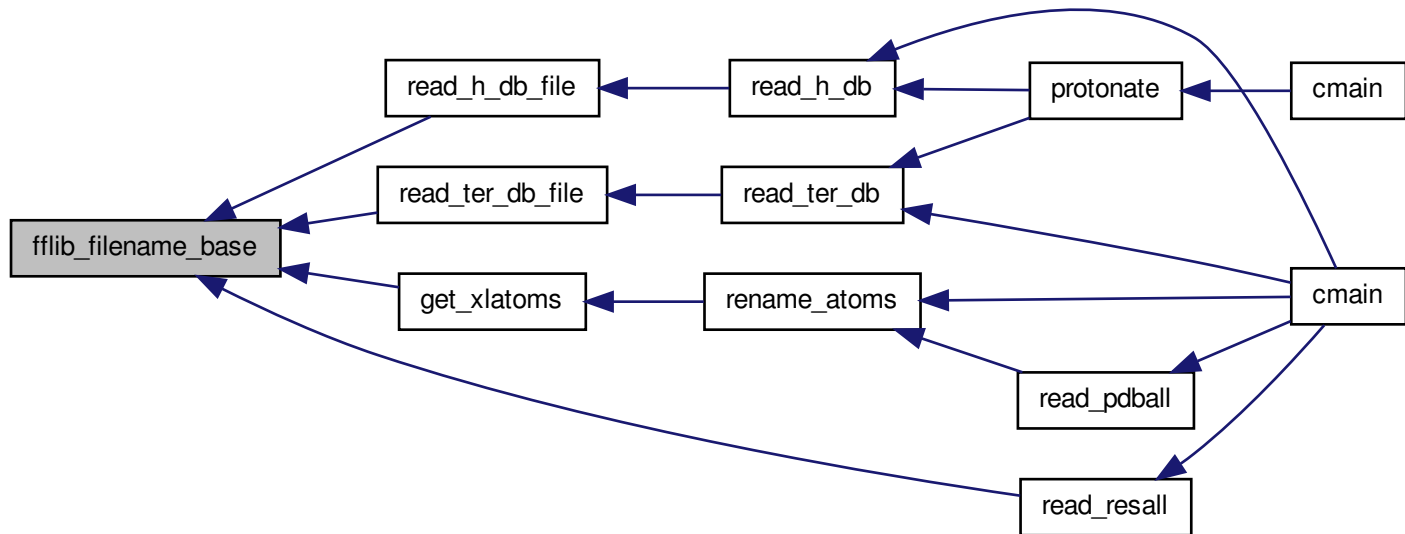 read_h_db_file
read_h_db
protonate
cmain
read_ter_db_file
read_ter_db
fflib_filename_base
get_xlatoms
rename_atoms
cmain
read_pdball
read_resall